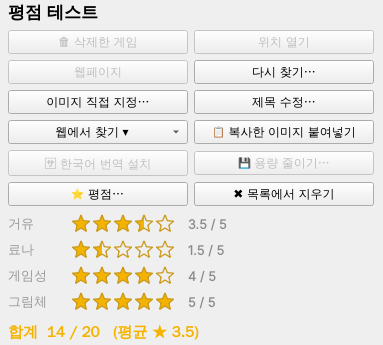 평점 테스트
🗑 삭제한 게임
위치 열기
웹페이지
다시 찾기…
이미지 직접 지정…
제목 수정…
웹에서 찾기 ▾
📋 복사한 이미지 붙여넣기
한국어 번역 설치
💾 용량 줄이기…
⭐ 평점…
✖ 목록에서 지우기
거유 3.5 / 5
료나 1.5 / 5
게임성 4 / 5
그림체 5 / 5
합계 14 / 20 (평균 ★ 3.5)